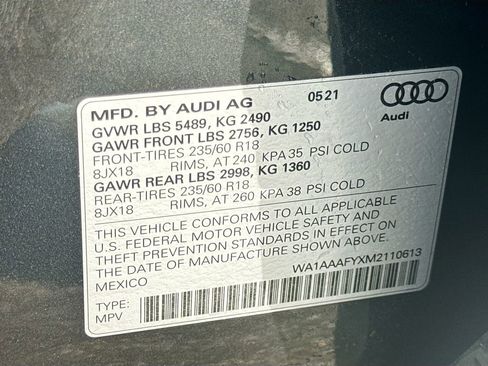 MFD. BY AUDI AG 05 21
GVWR LBS 5489, KG 2490
GAWR FRONT LBS 2756, KG 1250
FRONT-TIRES 235/60 R18
8JX18 RIMS, AT 240 KPA 35 PSI COLD
GAWR REAR LBS 2998, KG 1360
REAR-TIRES 235/60 R18
8JX18 RIMS, AT 260 KPA 38 PSI COLD
Audi
THIS VEHICLE CONFORMS TO ALL APPLICABLE
U.S. FEDERAL MOTOR VEHICLE SAFETY AND
THEFT PREVENTION STANDARDS IN EFFECT ON
THE DATE OF MANUFACTURE SHOWN ABOVE.
MEXICO
WA1AAAFYXM2110613
TYPE:
MPV